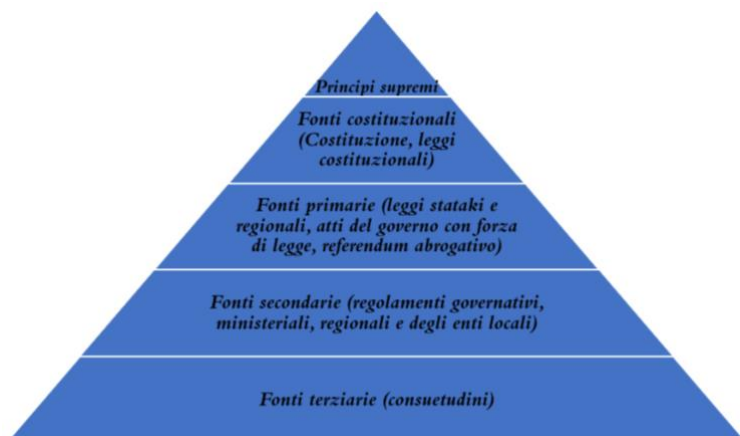 Principi supremi
Fonti costituzionali
(Costituzione, leggi
costituzionali)
Fonti primarie (leggi stataki e
regionali, atti del governo con forza
di legge, referendum abrogativo)
Fonti secondarie (regolamenti governativi,
ministeriali, regionali e degli enti locali)
Fonti terziarie (consuetudini)